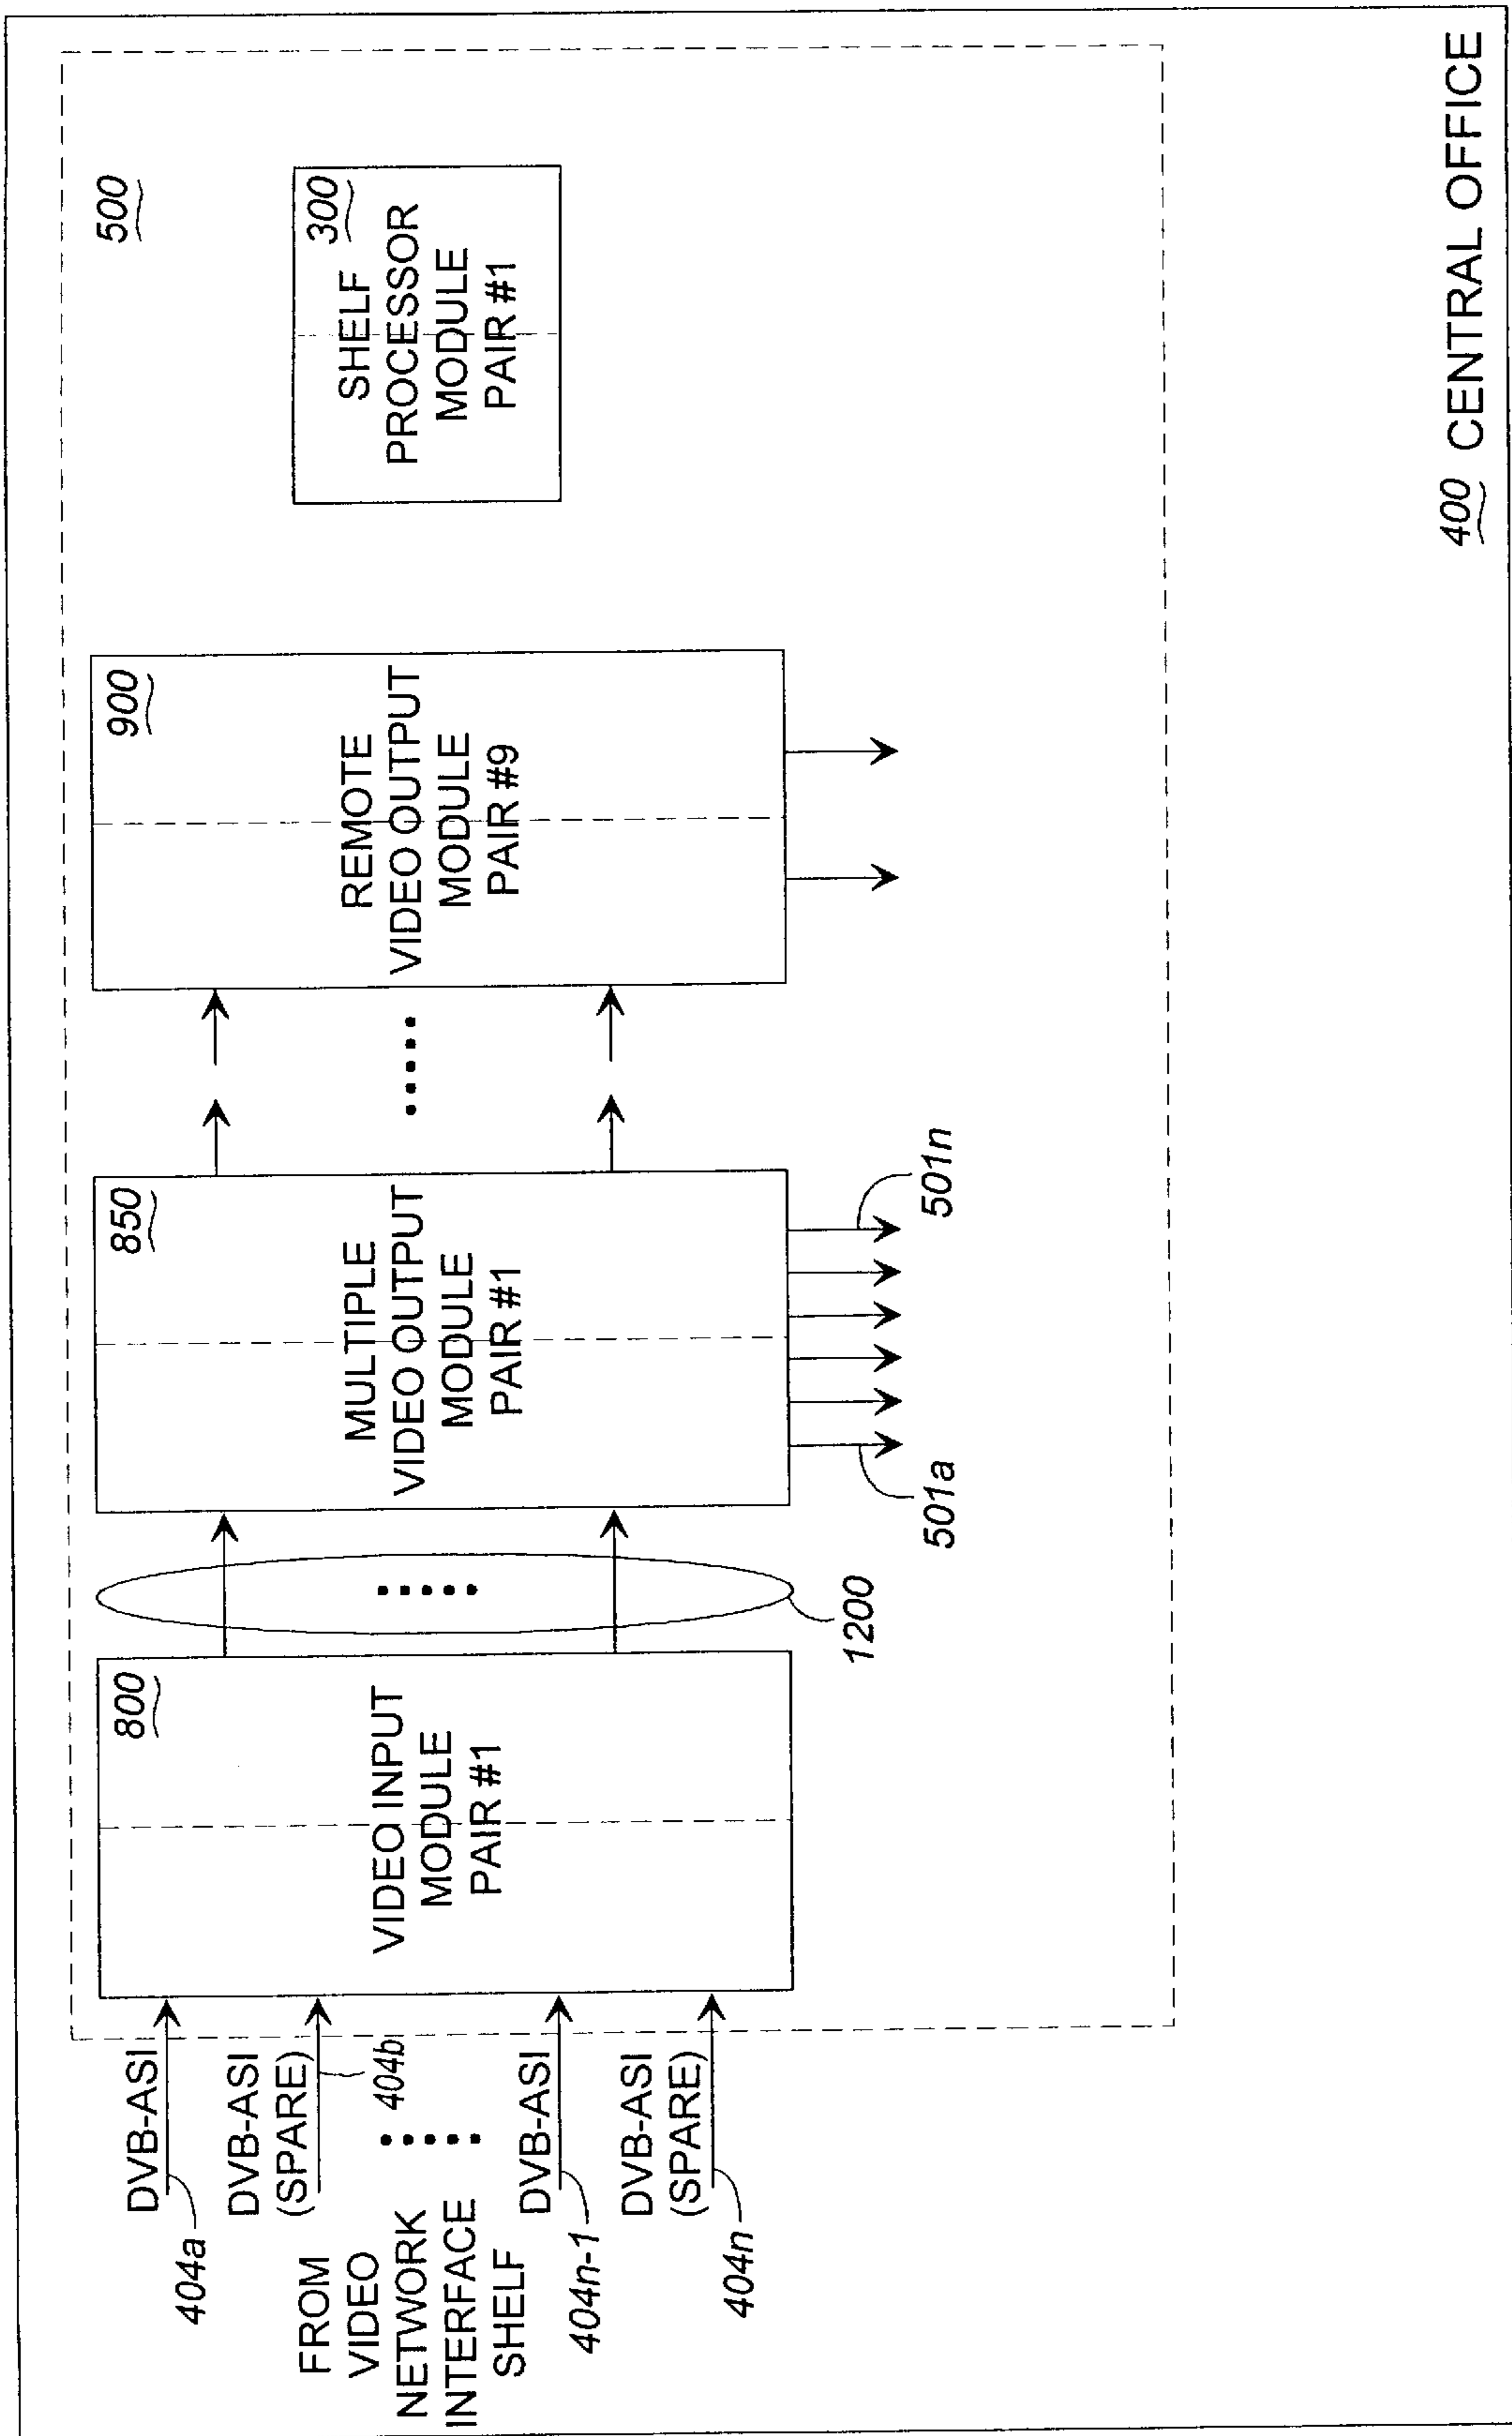 500
800
VIDEO INPUT
MODULE
PAIR #1
850
MULTIPLE
VIDEO OUTPUT
MODULE
PAIR #1
900
REMOTE
VIDEO OUTPUT
MODULE
PAIR #9
300
SHELF
PROCESSOR
MODULE
PAIR #1
DVB-ASI
404a
DVB-ASI
(SPARE)
404b
FROM
VIDEO
NETWORK
INTERFACE
SHELF
DVB-ASI
404n-1
DVB-ASI
(SPARE)
404n
1200
501a
501n
400 CENTRAL OFFICE